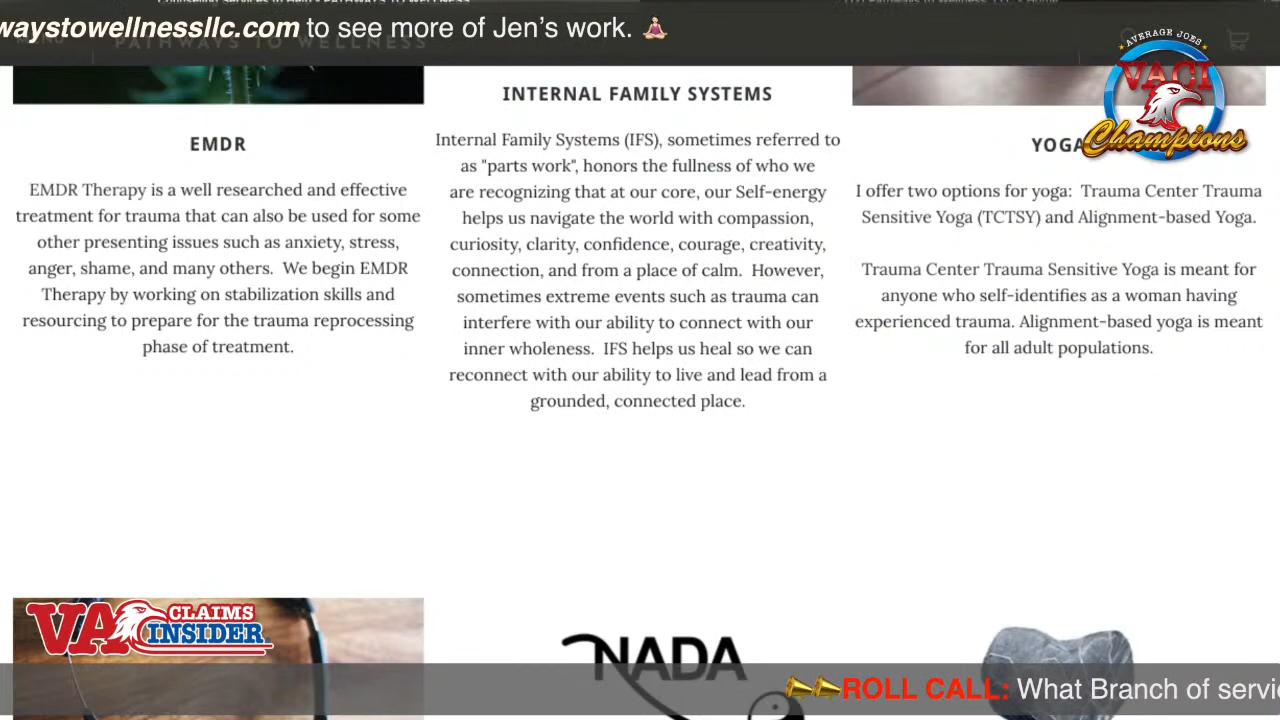 waystowellnessllc.com to see more of Jen's work. 🧘🏻‍♀️
PATHWAYS TO WELLNESS
AVERAGE JOES
VACI
Champions
EMDR
EMDR Therapy is a well researched and effective
treatment for trauma that can also be used for some
other presenting issues such as anxiety, stress,
anger, shame, and many others.  We begin EMDR
Therapy by working on stabilization skills and
resourcing to prepare for the trauma reprocessing
phase of treatment.
INTERNAL FAMILY SYSTEMS
Internal Family Systems (IFS), sometimes referred to
as "parts work", honors the fullness of who we
are recognizing that at our core, our Self-energy
helps us navigate the world with compassion,
curiosity, clarity, confidence, courage, creativity,
connection, and from a place of calm.  However,
sometimes extreme events such as trauma can
interfere with our ability to connect with our
inner wholeness.  IFS helps us heal so we can
reconnect with our ability to live and lead from a
grounded, connected place.
YOGA
I offer two options for yoga:  Trauma Center Trauma
Sensitive Yoga (TCTSY) and Alignment-based Yoga.
Trauma Center Trauma Sensitive Yoga is meant for
anyone who self-identifies as a woman having
experienced trauma. Alignment-based yoga is meant
for all adult populations.
VA CLAIMS
INSIDER
NADA
📯📯ROLL CALL: What Branch of servi